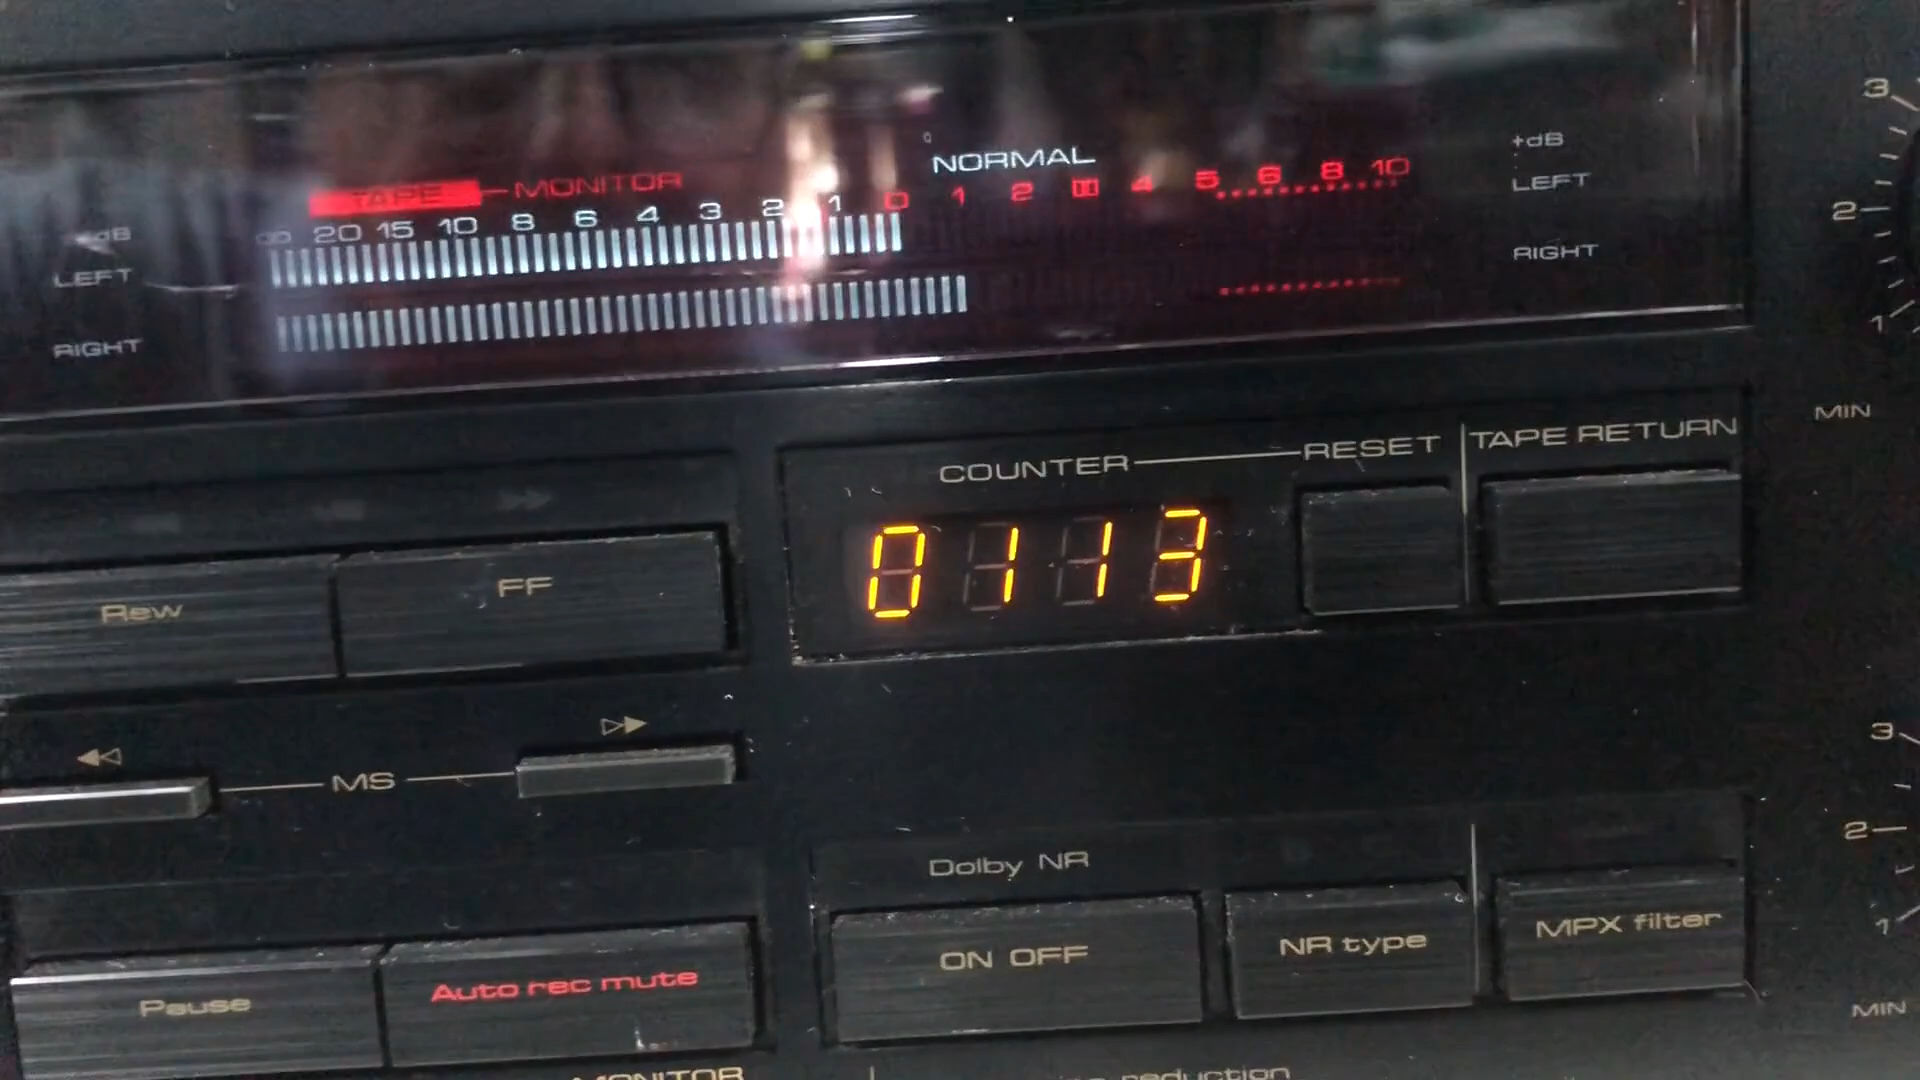 NORMAL
TAPE MONITOR
∞ 20 15 10 8 6 4 3 2 1 0 1 2 4 5 6 8 10
+dB
LEFT
RIGHT
dB
LEFT
RIGHT
3
2
1
MIN
COUNTER RESET TAPE RETURN
0113
Rew
FF
MS
Dolby NR
ON OFF
NR type
MPX filter
Pause
Auto rec mute
MONITOR
reduction
3
2
1
MIN